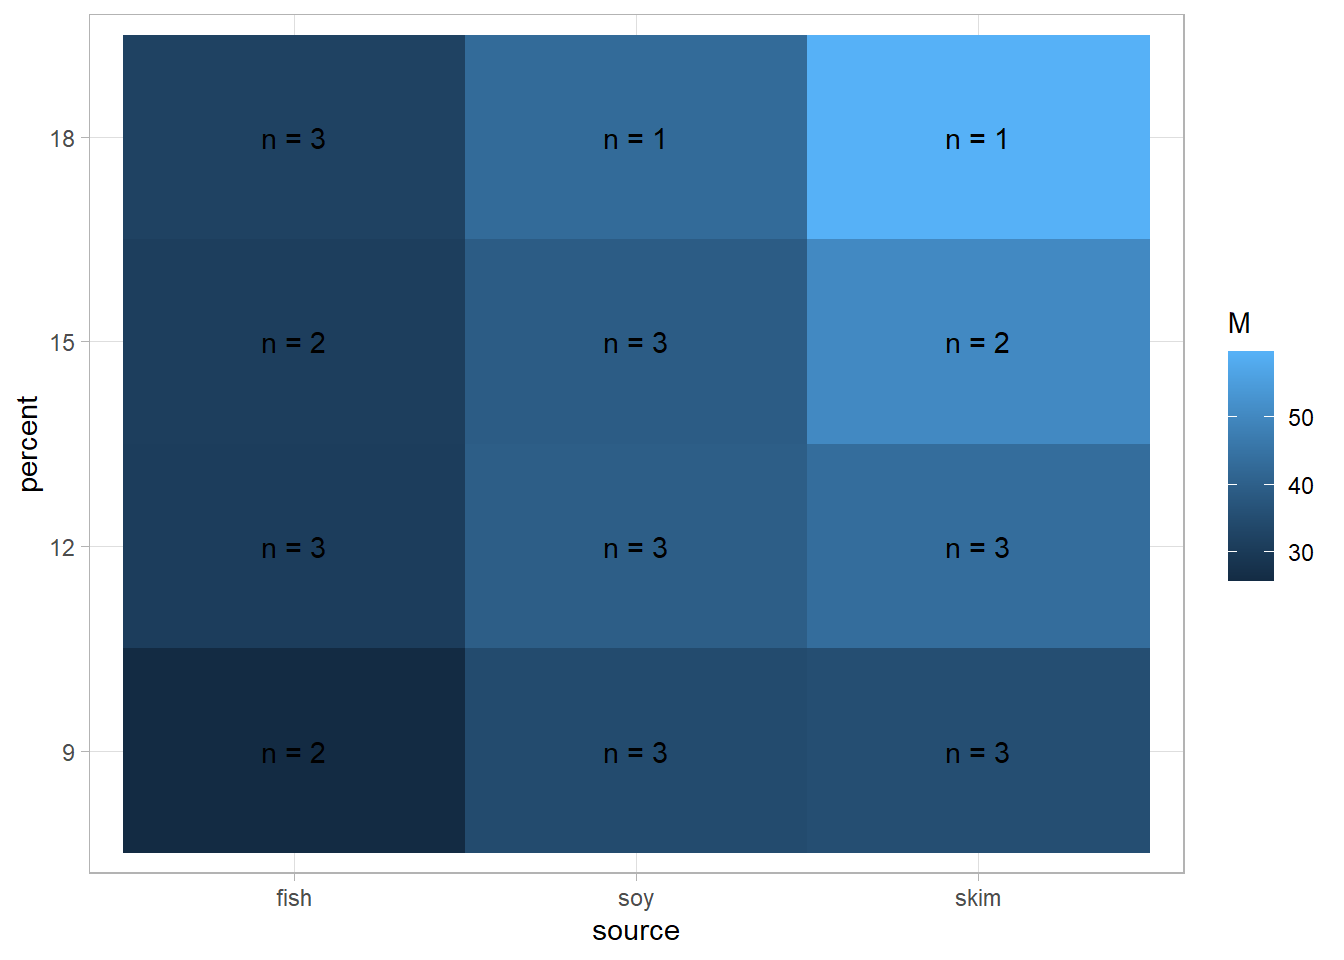 18
n = 3
n = 1
n = 1
15
n = 2
n = 3
n = 2
12
n = 3
n = 3
n = 3
9
n = 2
n = 3
n = 3
percent
fish
soy
skim
source
M
50
40
30